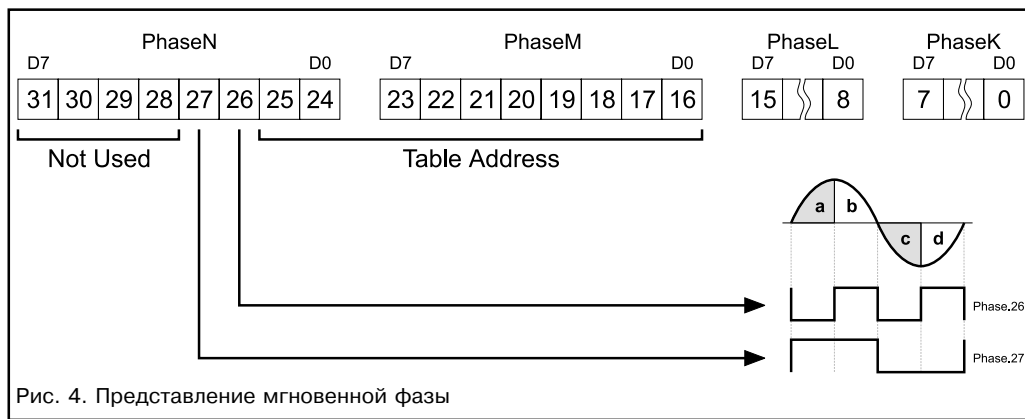 PhaseN PhaseM PhaseL PhaseK
D7 D0 D7 D0 D7 D0 D7 D0
31 30 29 28 27 26 25 24 23 22 21 20 19 18 17 16 15 8 7 0
Not Used Table Address
a b
c d
Phase.26
Phase.27
Рис. 4. Представление мгновенной фазы